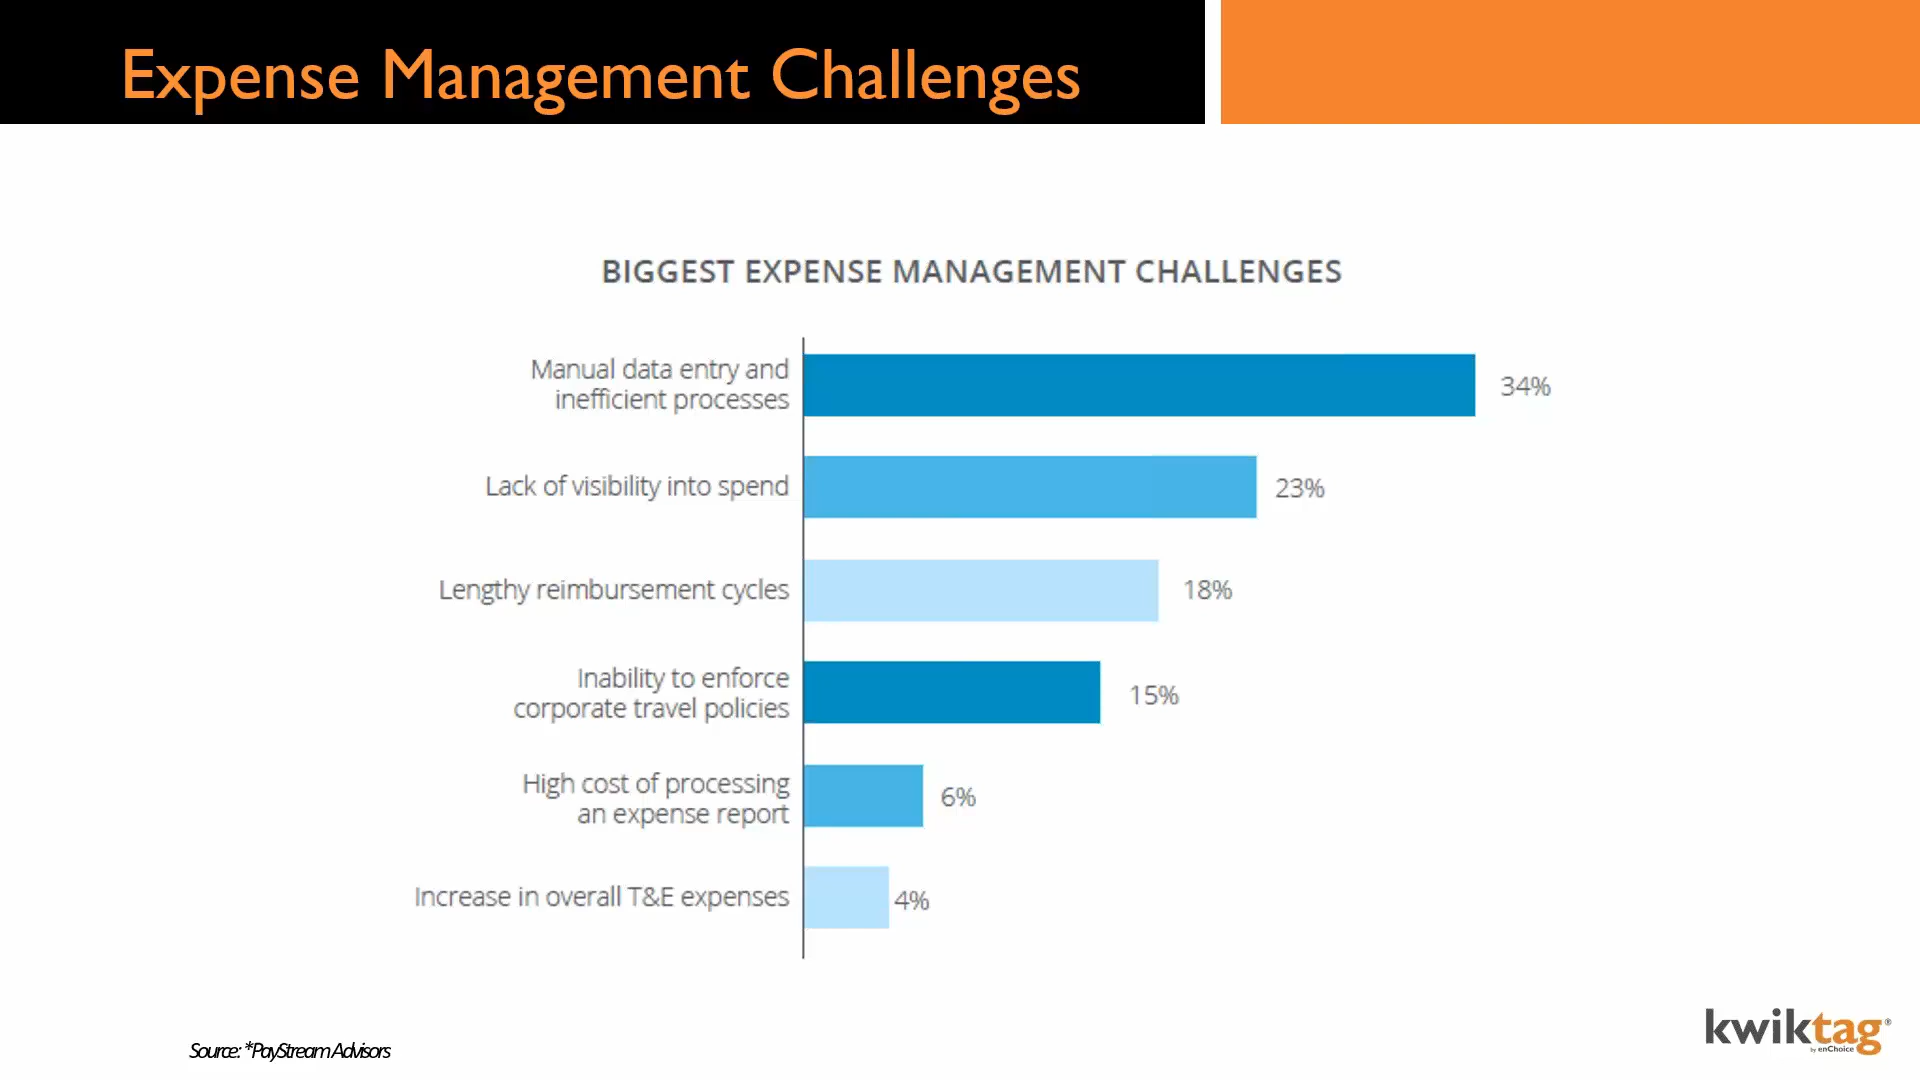 Expense Management Challenges
BIGGEST EXPENSE MANAGEMENT CHALLENGES
Manual data entry and
inefficient processes
34%
Lack of visibility into spend
23%
Lengthy reimbursement cycles
18%
Inability to enforce
corporate travel policies
15%
High cost of processing
an expense report
6%
Increase in overall T&E expenses
4%
Source: *PayStream Advisors
kwiktag®
by enChoice